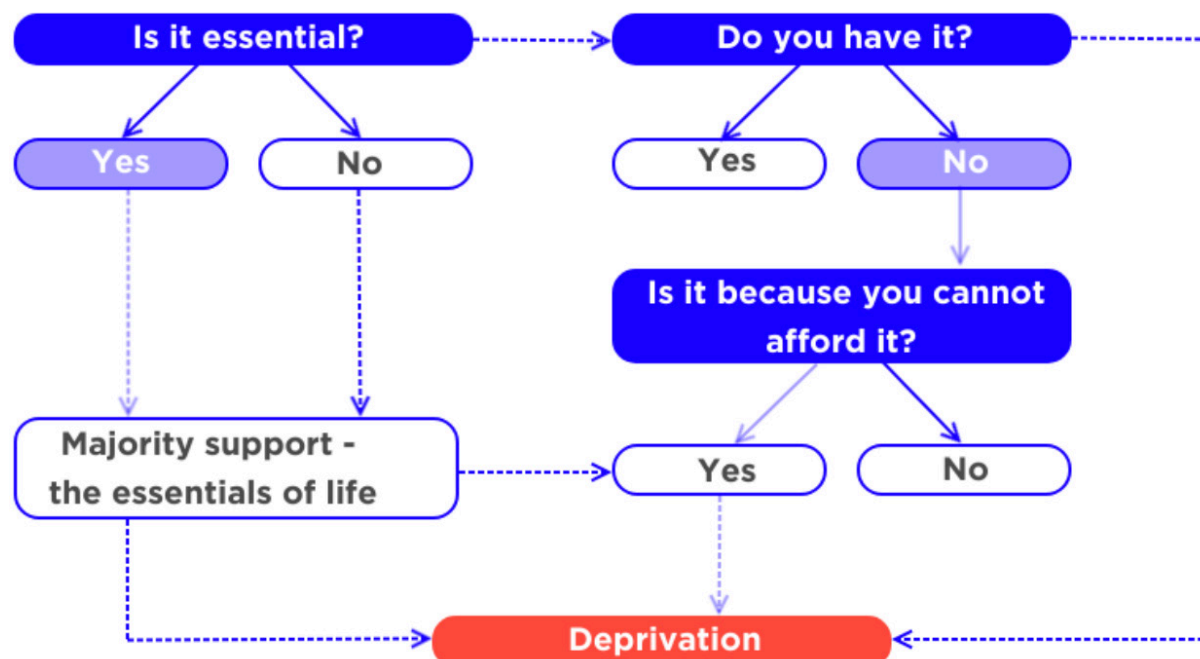 Is it essential?
Do you have it?
Yes
No
Yes
No
Is it because you cannot
afford it?
Majority support -
the essentials of life
Yes
No
Deprivation